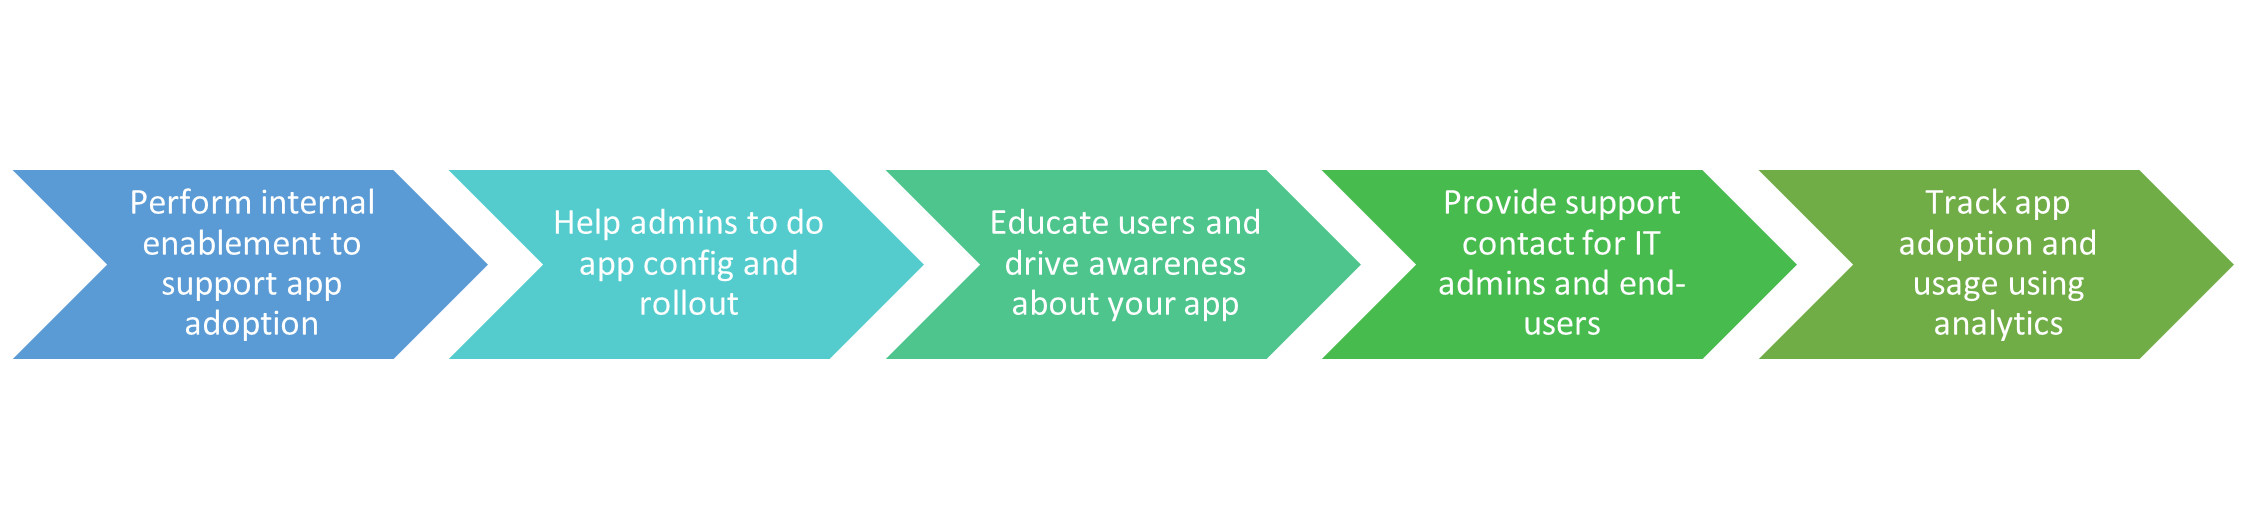 Perform internal
enablement to
support app
adoption
Help admins to do
app config and
rollout
Educate users and
drive awareness
about your app
Provide support
contact for IT
admins and end-
users
Track app
adoption and
usage using
analytics